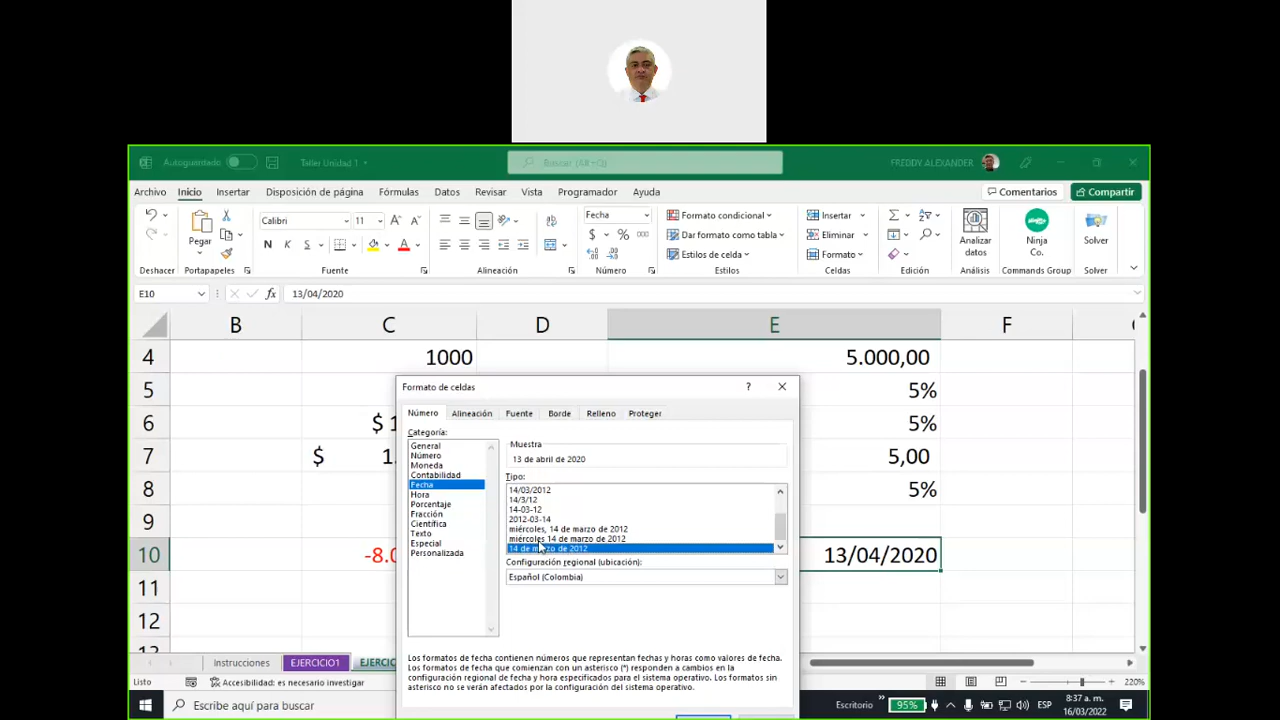 Autoguardado
Taller Unidad 1
Buscar (Alt+Q)
FREDDY ALEXANDER
Archivo Inicio Insertar Disposición de página Fórmulas Datos Revisar Vista Programador Ayuda Comentarios Compartir
Pegar
Calibri 11
N K S
Fecha
$ % 000
Formato condicional
Dar formato como tabla
Estilos de celda
Insertar
Eliminar
Formato
Analizar datos
Ninja Co.
Solver
Deshacer Portapapeles Fuente Alineación Número Estilos Celdas Edición Análisis Commands Group Solver
E10 fx 13/04/2020
B C D E F
4 1000 5.000,00
5 5%
6 $ 1 5%
7 $ 1. 5,00
8 5%
9
10 -8.0 13/04/2020
11
12
Formato de celdas ?
Número Alineación Fuente Borde Relleno Proteger
Categoría:
General
Número
Moneda
Contabilidad
Fecha
Hora
Porcentaje
Fracción
Científica
Texto
Especial
Personalizada
Muestra
13 de abril de 2020
Tipo:
14/03/2012
14/3/12
14-03-12
2012-03-14
miércoles, 14 de marzo de 2012
miércoles 14 de marzo de 2012
14 de marzo de 2012
Configuración regional (ubicación):
Español (Colombia)
Los formatos de fecha contienen números que representan fechas y horas como valores de fecha.
Los formatos de fecha que comienzan con un asterisco (*) responden a cambios en la
configuración regional de fecha y hora especificados para el sistema operativo. Los formatos sin
asterisco no se verán afectados por la configuración del sistema operativo.
Instrucciones EJERCICIO1 EJERCIC
Listo Accesibilidad: es necesario investigar 220%
Escribe aquí para buscar
Escritorio 95% ESP
8:37 a. m.
16/03/2022